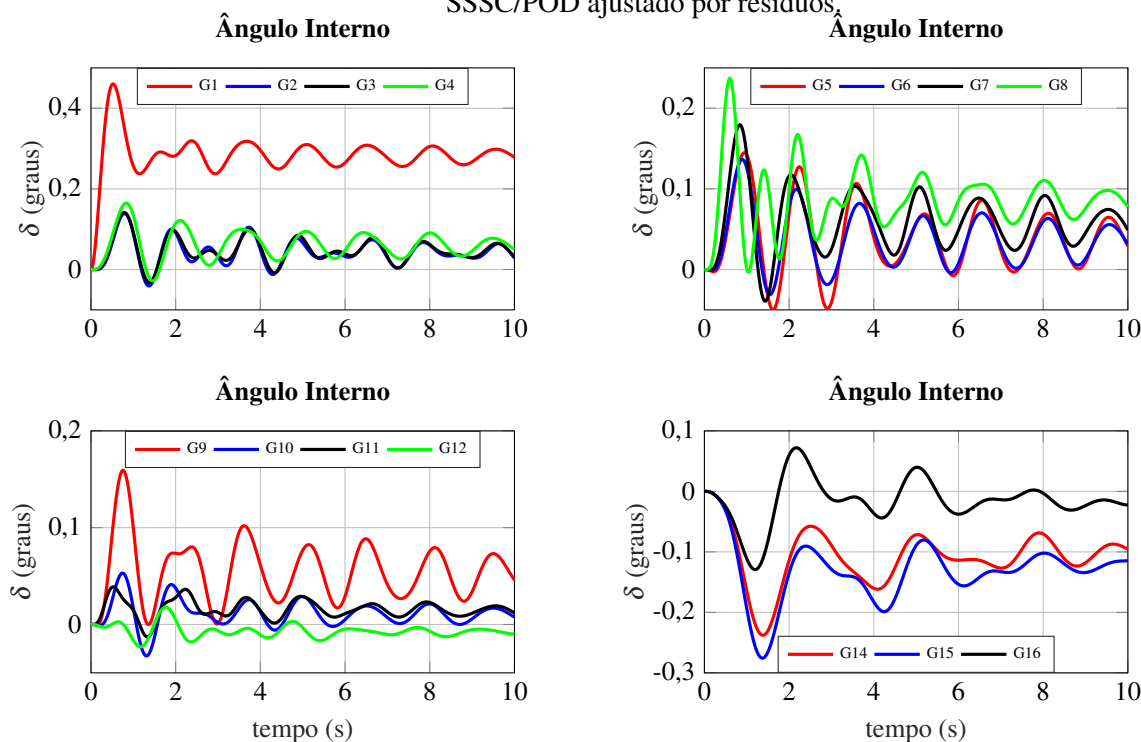 SSSC/POD ajustado por resíduos.
Ângulo Interno
G1 G2 G3 G4
0,4
0,2
0
δ (graus)
0 2 4 6 8 10
Ângulo Interno
G5 G6 G7 G8
0,2
0,1
0
δ (graus)
0 2 4 6 8 10
Ângulo Interno
0,2
G9 G10 G11 G12
0,1
0
δ (graus)
0 2 4 6 8 10
tempo (s)
Ângulo Interno
0,1
0
-0,1
-0,2
-0,3
δ (graus)
G14 G15 G16
0 2 4 6 8 10
tempo (s)